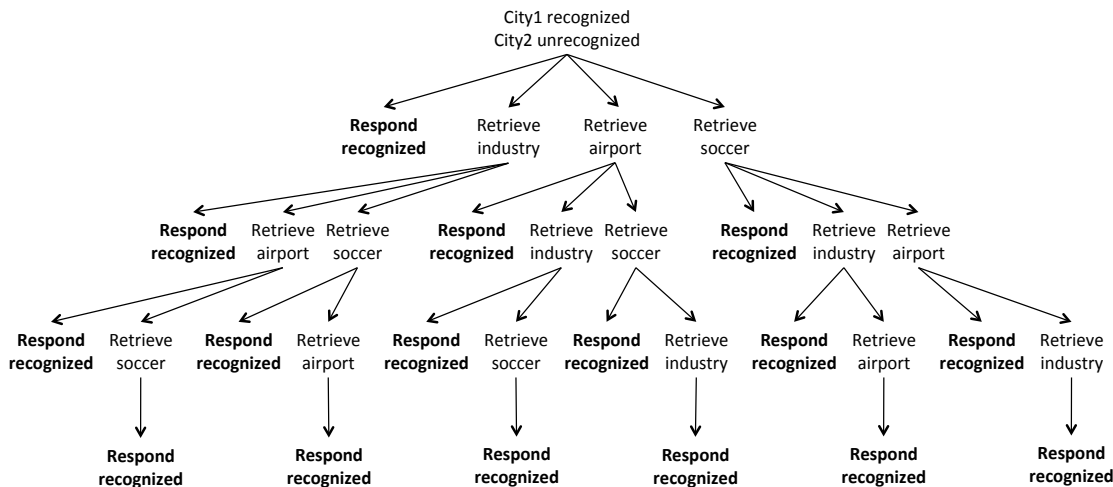 City1 recognized
City2 unrecognized
Respond
recognized
Retrieve
industry
Retrieve
airport
Retrieve
soccer
Respond
recognized
Retrieve
airport
Retrieve
soccer
Respond
recognized
Retrieve
industry
Retrieve
soccer
Respond
recognized
Retrieve
industry
Retrieve
airport
Respond
recognized
Retrieve
soccer
Respond
recognized
Retrieve
airport
Respond
recognized
Retrieve
soccer
Respond
recognized
Retrieve
industry
Respond
recognized
Retrieve
airport
Respond
recognized
Retrieve
industry
Respond
recognized
Respond
recognized
Respond
recognized
Respond
recognized
Respond
recognized
Respond
recognized